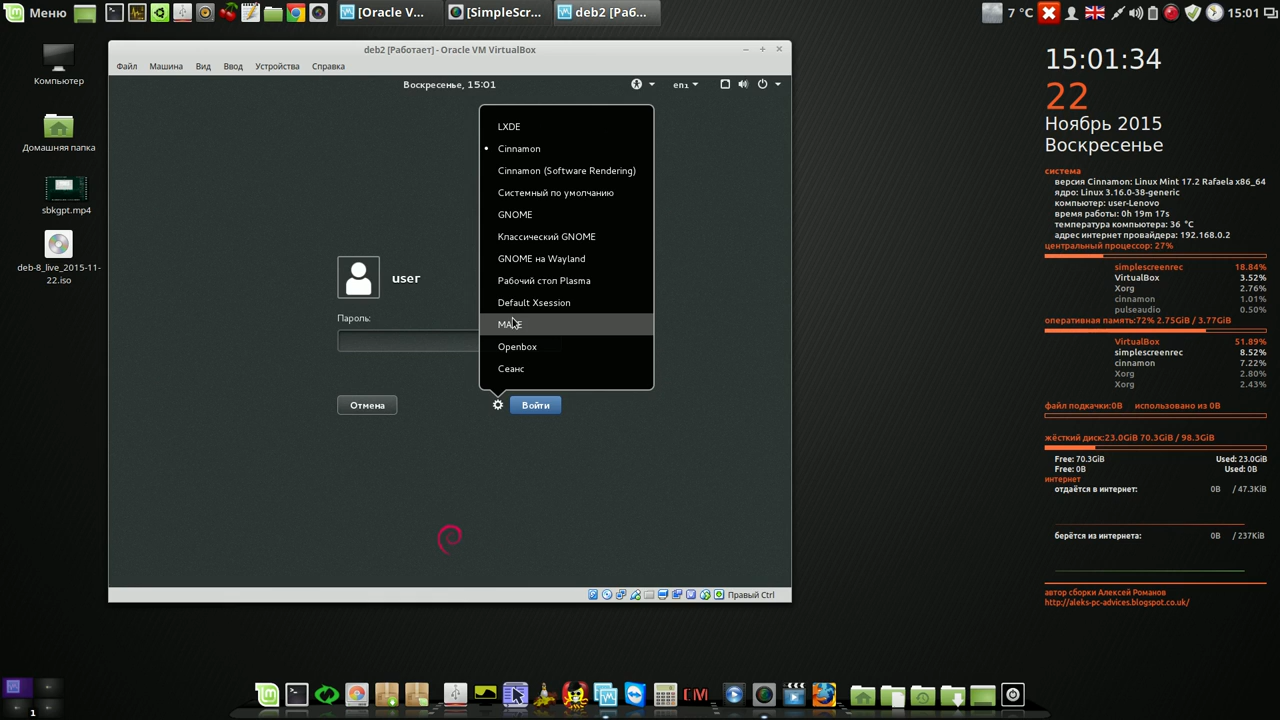 Меню
[Oracle V...
[SimpleScr...
deb2 [Раб...
7 °C
15:01
Компьютер
Домашняя папка
sbkgpt.mp4
deb-8_live_2015-11-
22.iso
deb2 [Работает] - Oracle VM VirtualBox
Файл Машина Вид Ввод Устройства Справка
Воскресенье, 15:01
en1
LXDE
Cinnamon
Cinnamon (Software Rendering)
Системный по умолчанию
GNOME
Классический GNOME
GNOME на Wayland
Рабочий стол Plasma
Default Xsession
Openbox
Сеанс
user
Пароль:
Отмена
Войти
Правый Ctrl
15:01:34
22
Ноябрь 2015
Воскресенье
система
версия Cinnamon: Linux Mint 17.2 Rafaela x86_64
ядро: Linux 3.16.0-38-generic
компьютер: user-Lenovo
время работы: 0h 19m 17s
температура компьютера: 36 °C
адрес интернет провайдера: 192.168.0.2
центральный процессор: 27%
simplescreenrec 18.84%
VirtualBox 3.52%
Xorg 2.76%
cinnamon 1.01%
pulseaudio 0.50%
оперативная память:72% 2.75GiB / 3.77GiB
VirtualBox 51.89%
simplescreenrec 8.52%
cinnamon 7.22%
Xorg 2.80%
Xorg 2.43%
файл подкачки:0B использовано из 0B
жёсткий диск:23.0GiB 70.3GiB / 98.3GiB
Free: 70.3GiB Used: 23.0GiB
Free: 0B Used: 0B
интернет
отдаётся в интернет: 0B / 47.3KiB
берётся из интернета: 0B / 237KiB
автор сборки Алексей Романов
http://aleks-pc-advices.blogspot.co.uk/
1